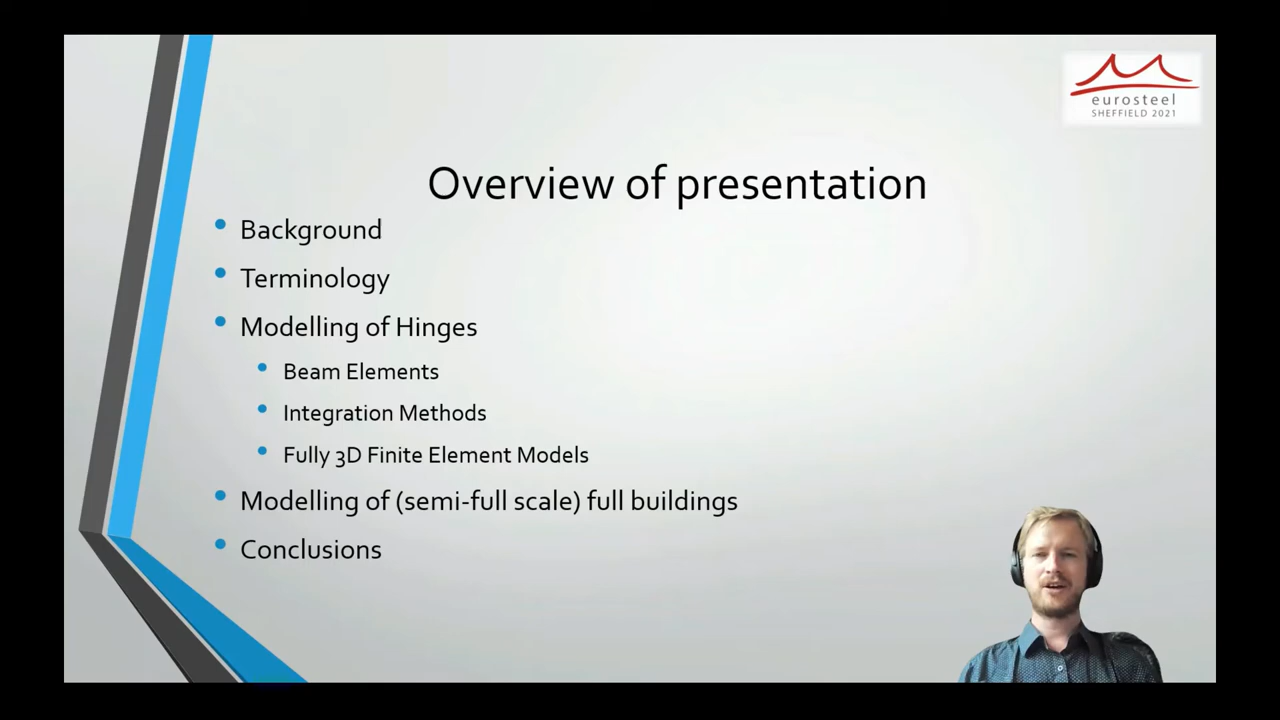 eurosteel
SHEFFIELD 2021
Overview of presentation
Background
Terminology
Modelling of Hinges
Beam Elements
Integration Methods
Fully 3D Finite Element Models
Modelling of (semi-full scale) full buildings
Conclusions